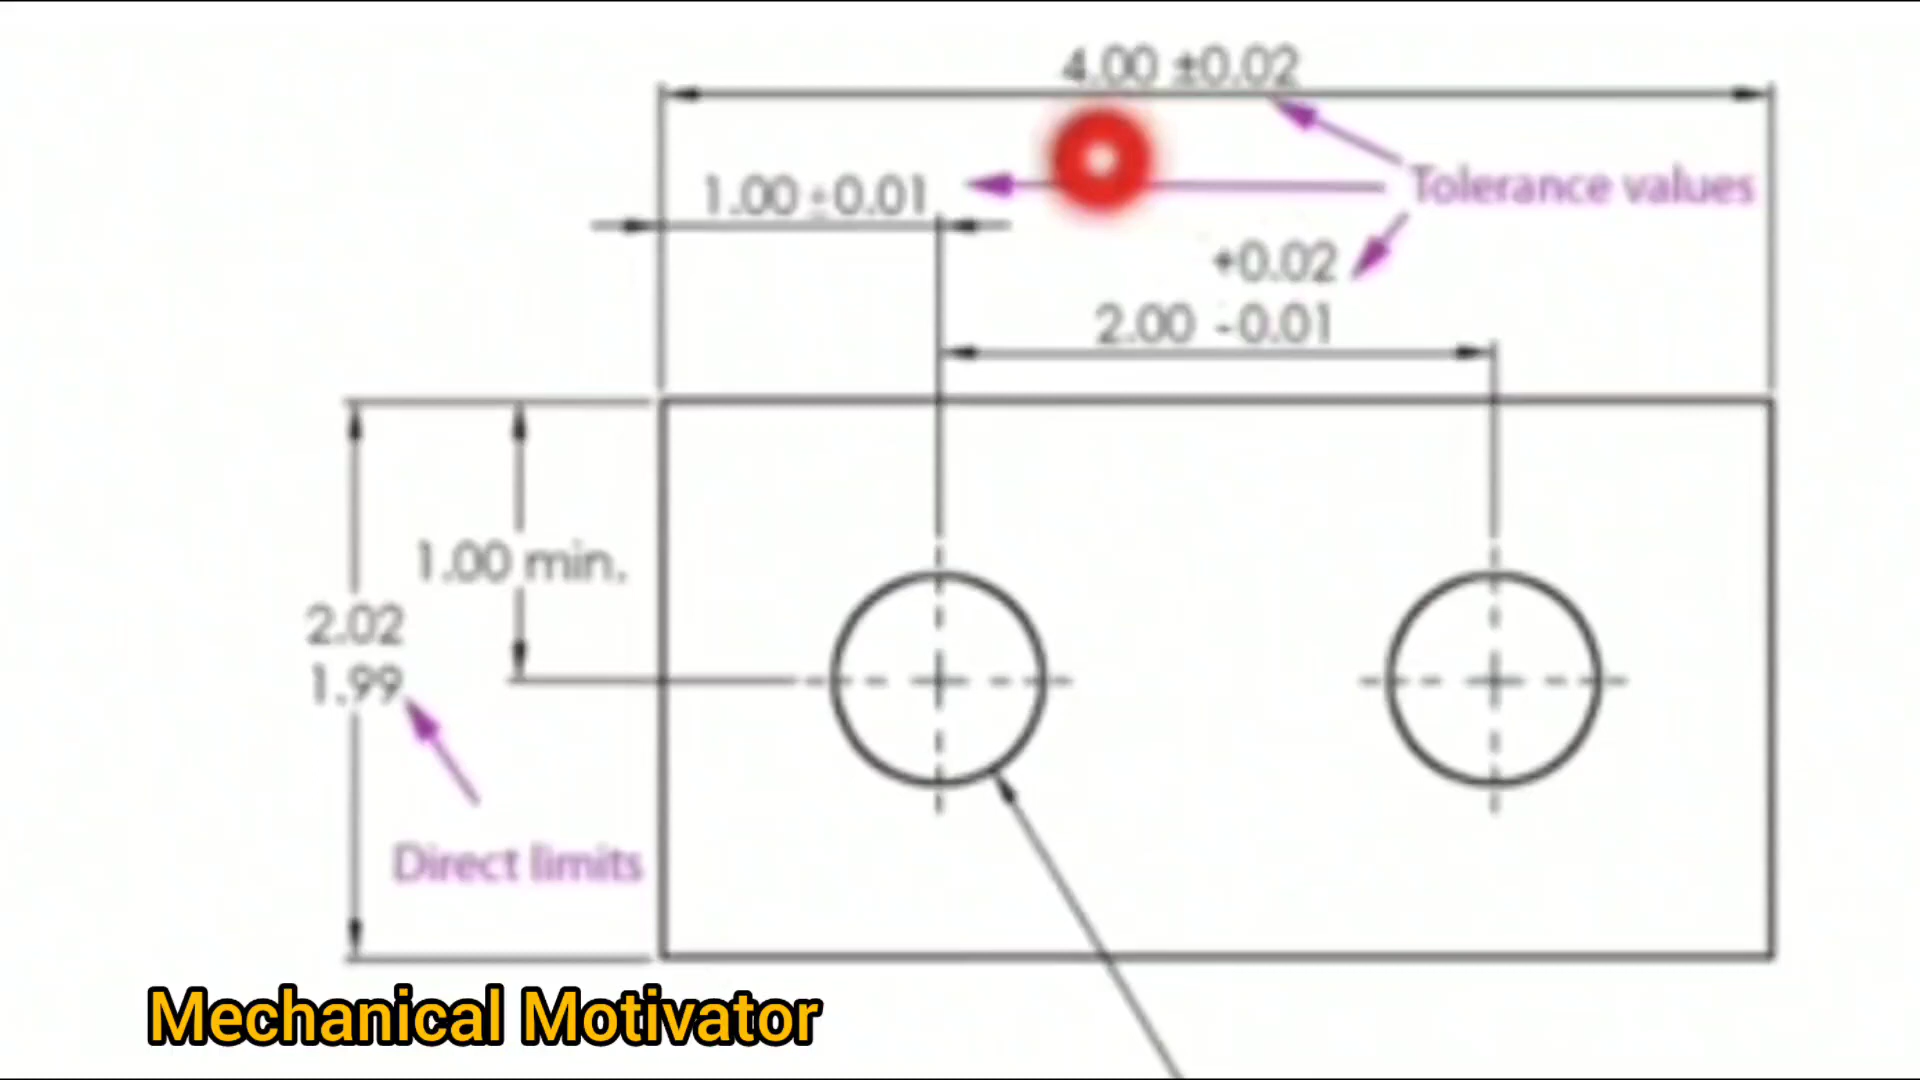 4.00 ±0.02
1.00 ±0.01
Tolerance values
+0.02
2.00 -0.01
1.00 min.
2.02
1.99
Direct limits
Mechanical Motivator